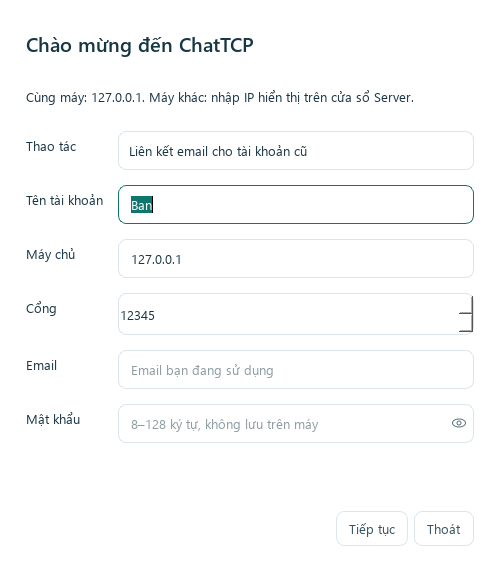 Chào mừng đến ChatTCP
Cùng máy: 127.0.0.1. Máy khác: nhập IP hiển thị trên cửa sổ Server.
Thao tác
Liên kết email cho tài khoản cũ
Tên tài khoản
Ban
Máy chủ
127.0.0.1
Cổng
12345
Email
Email bạn đang sử dụng
Mật khẩu
8–128 ký tự, không lưu trên máy
Tiếp tục
Thoát